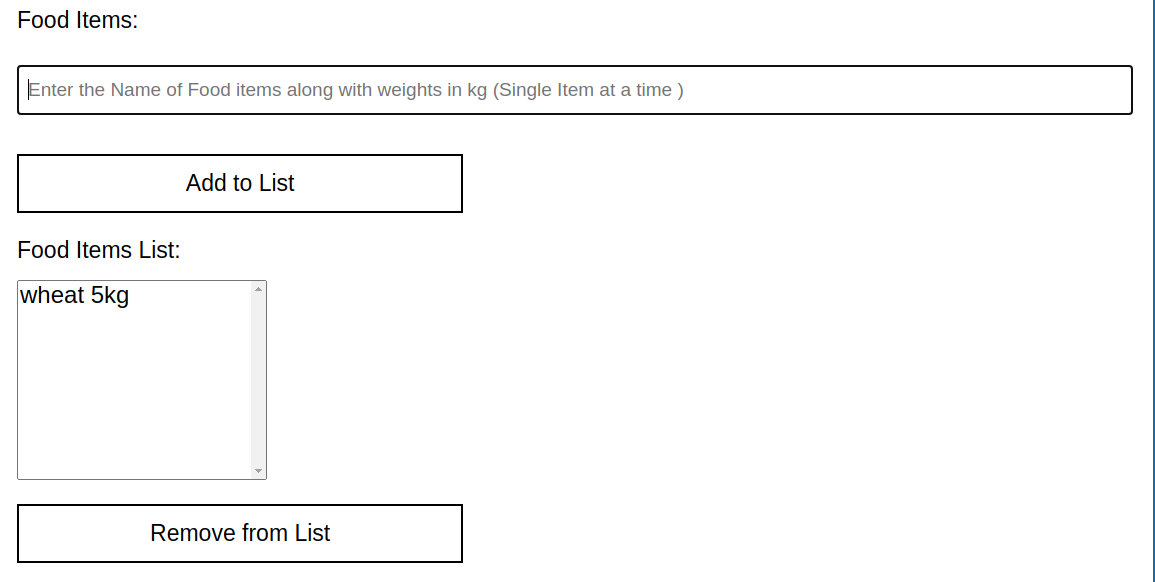 Food Items:
Enter the Name of Food items along with weights in kg (Single Item at a time )
Add to List
Food Items List:
wheat 5kg
Remove from List